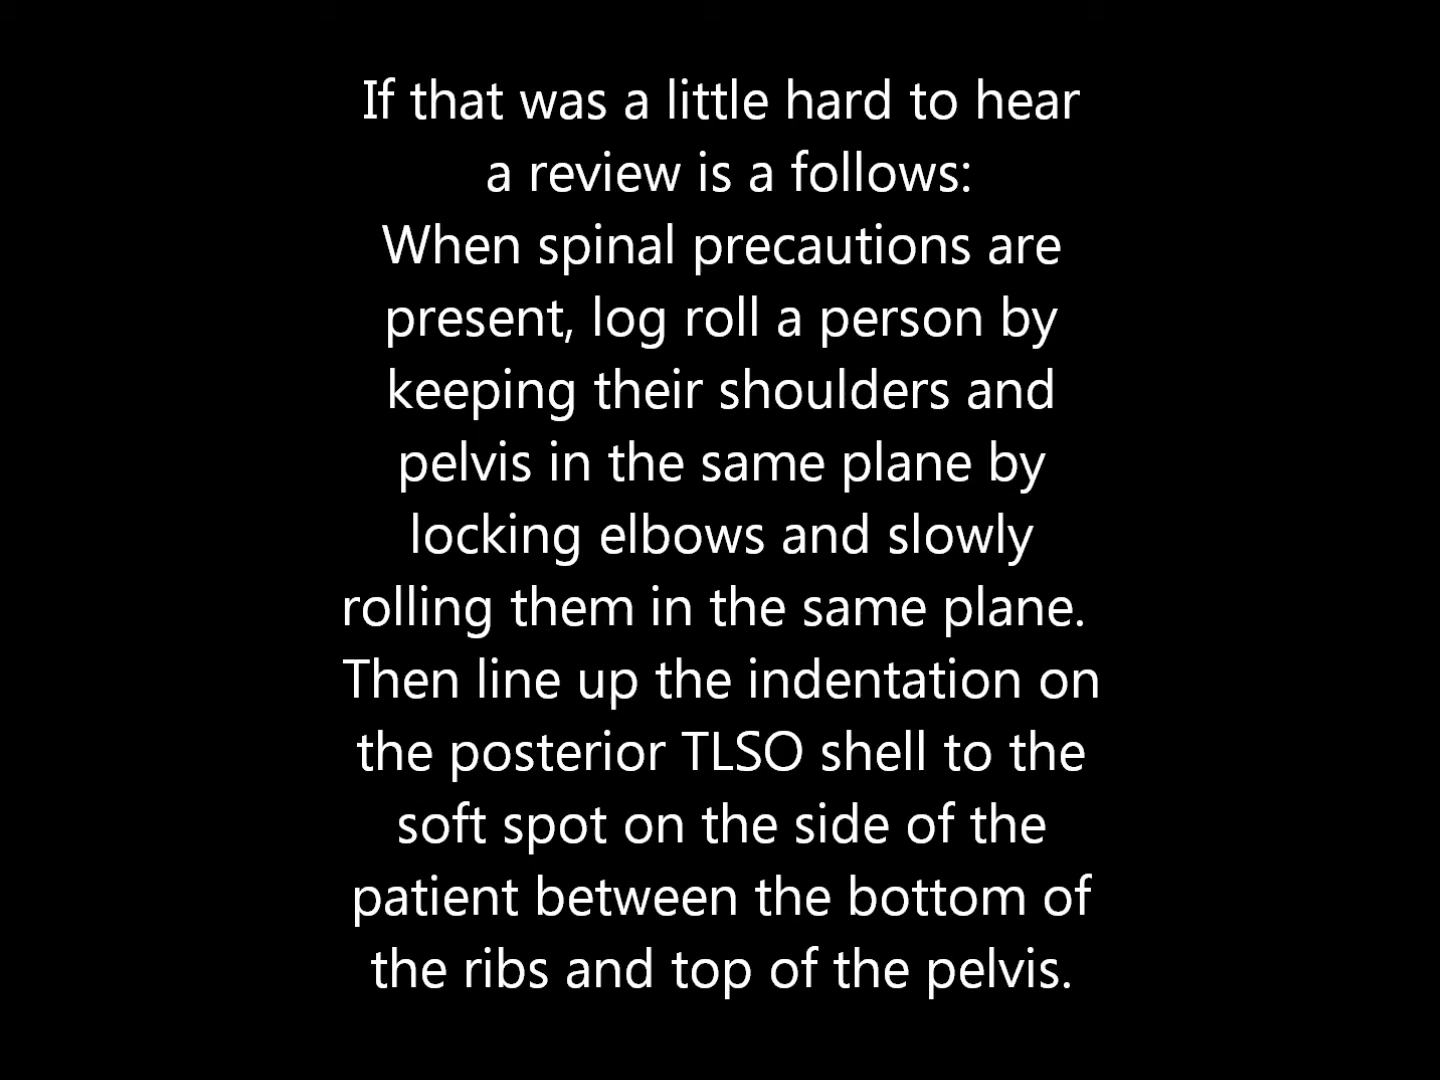 If that was a little hard to hear
a review is a follows:
When spinal precautions are
present, log roll a person by
keeping their shoulders and
pelvis in the same plane by
locking elbows and slowly
rolling them in the same plane.
Then line up the indentation on
the posterior TLSO shell to the
soft spot on the side of the
patient between the bottom of
the ribs and top of the pelvis.